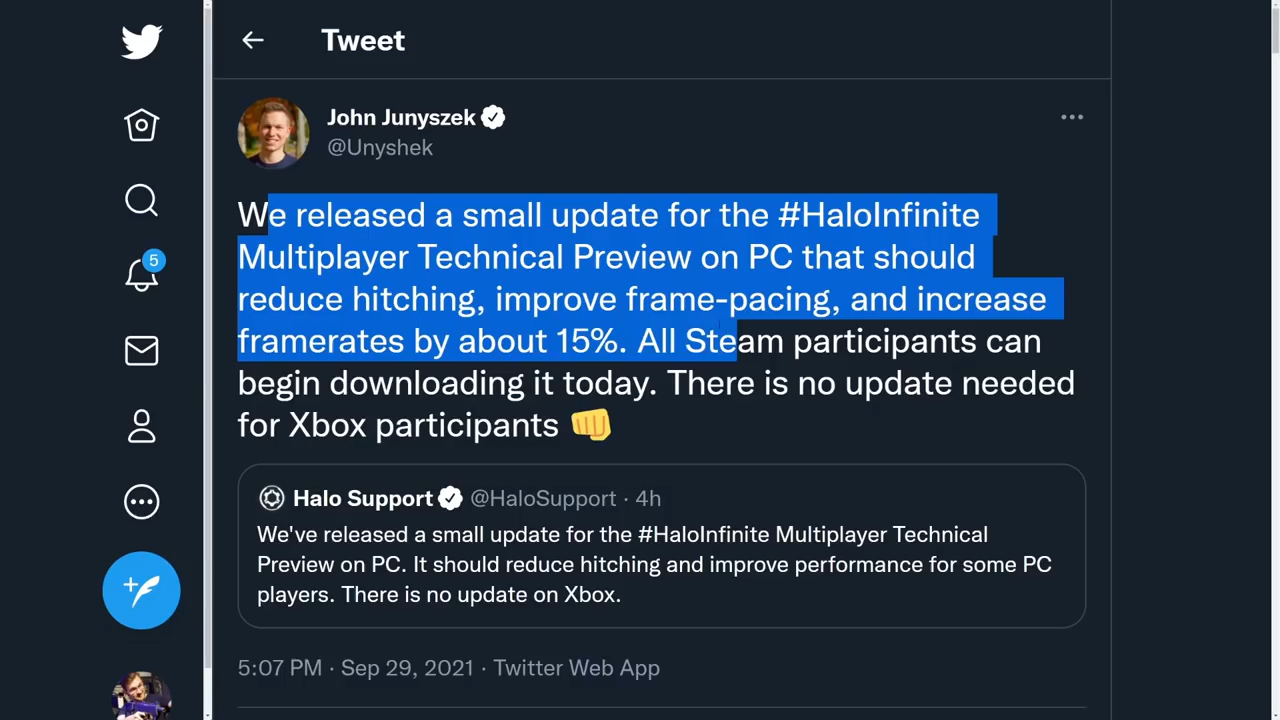 Tweet
John Junyszek
@Unyshek
We released a small update for the #HaloInfinite
Multiplayer Technical Preview on PC that should
reduce hitching, improve frame-pacing, and increase
framerates by about 15%. All Steam participants can
begin downloading it today. There is no update needed
for Xbox participants 👊
Halo Support @HaloSupport · 4h
We've released a small update for the #HaloInfinite Multiplayer Technical
Preview on PC. It should reduce hitching and improve performance for some PC
players. There is no update on Xbox.
5:07 PM · Sep 29, 2021 · Twitter Web App
5